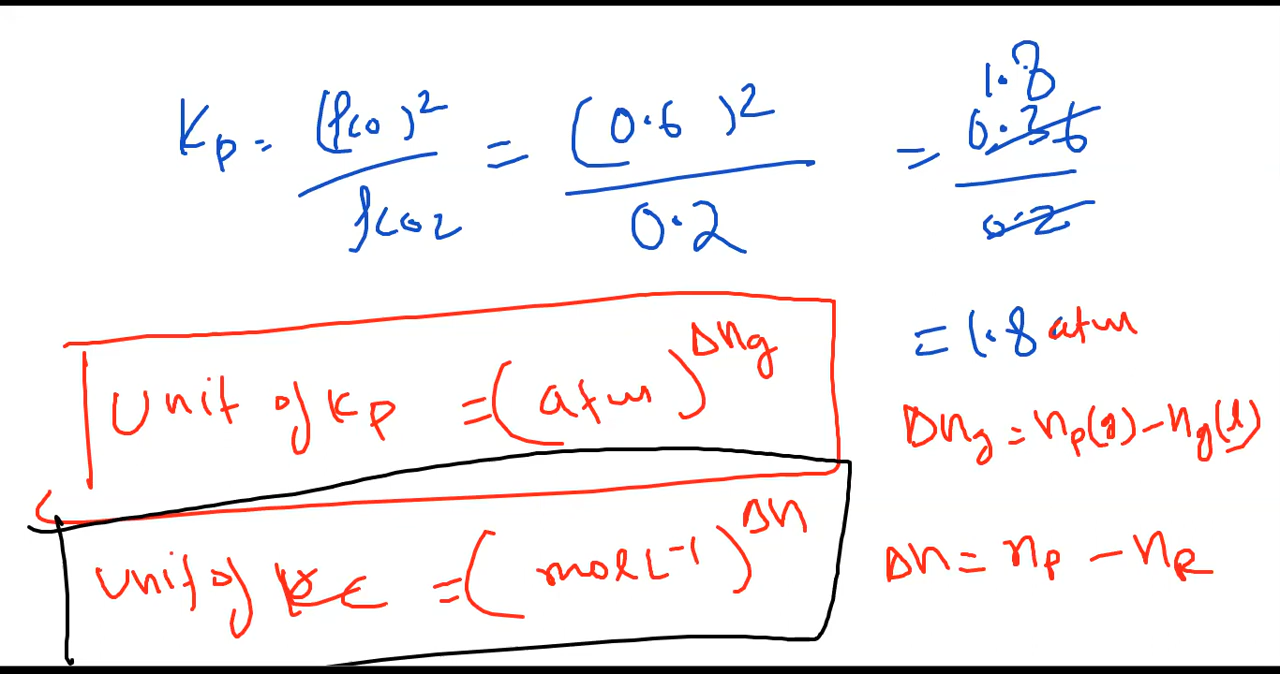 Kp = (Pco)² / Pco2 = (0.6)² / 0.2 = 1.8 0.36 / 0.2
= 1.8 atm
Unit of Kp = (atm)^Δng
Δng = np(g) - ng(l)
Unit of Kc = (mol L⁻¹)^Δn
Δn = np - nR